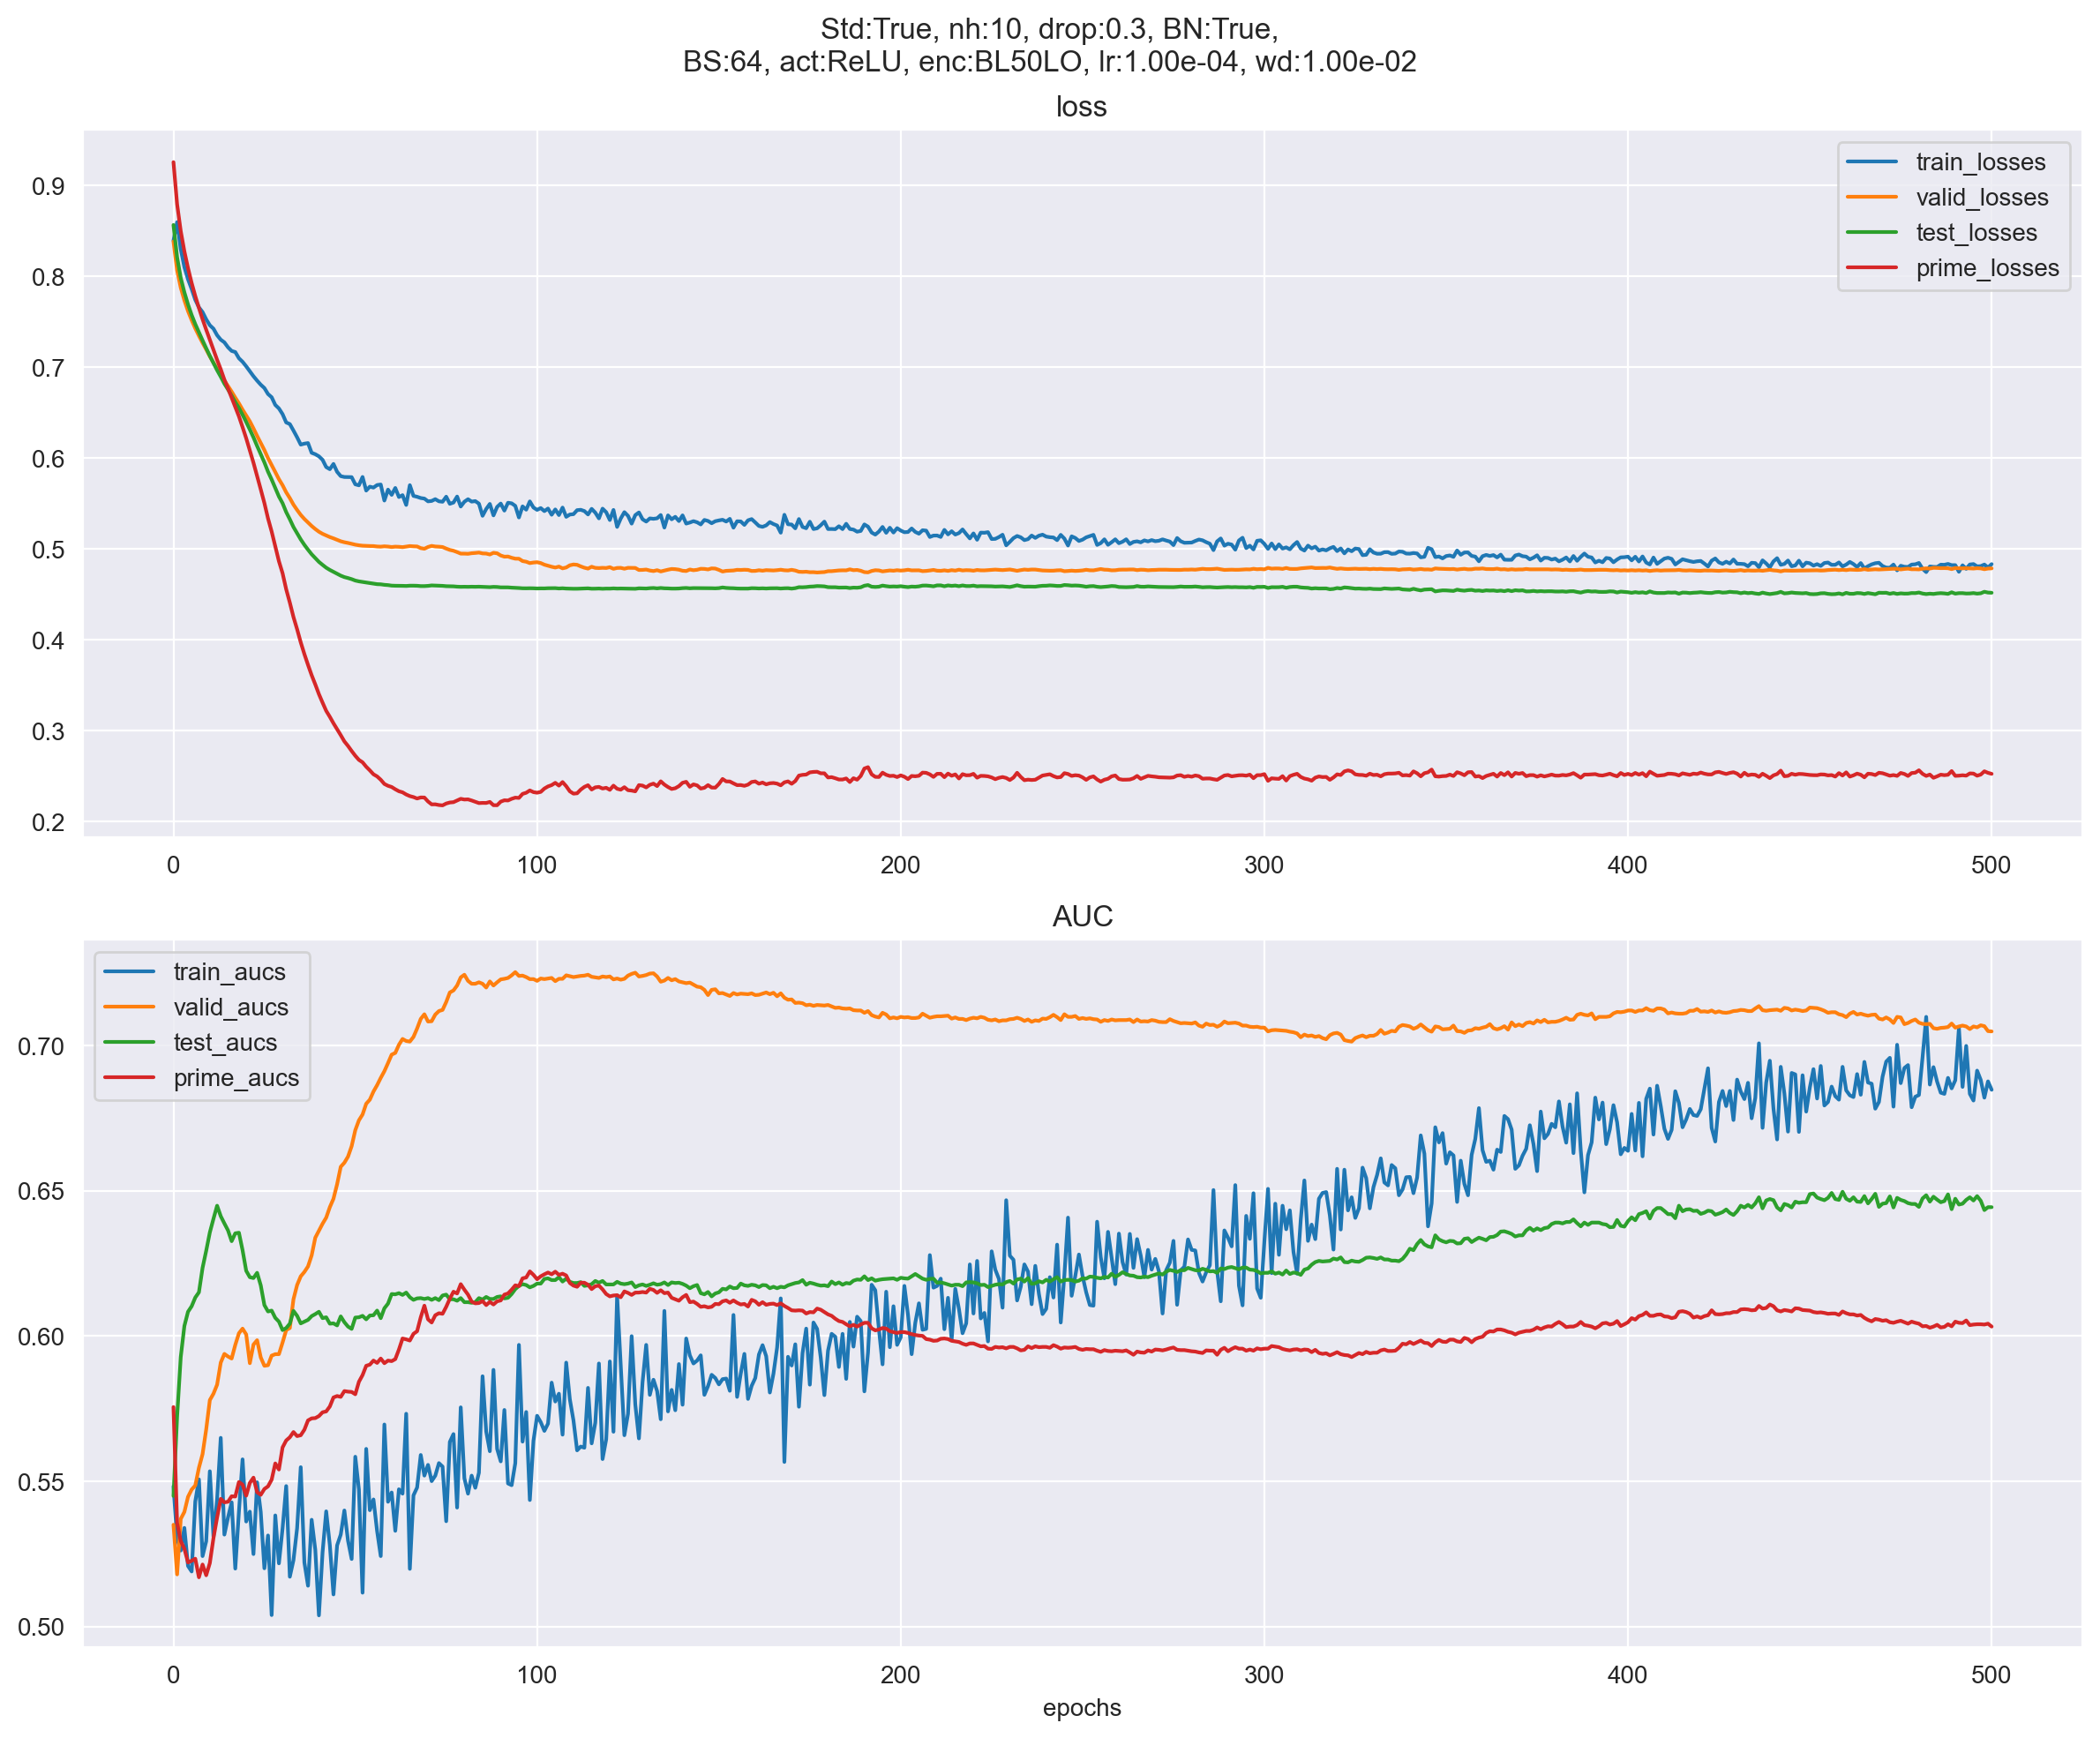 Std:True, nh:10, drop:0.3, BN:True,
BS:64, act:ReLU, enc:BL50LO, lr:1.00e-04, wd:1.00e-02
loss
train_losses
valid_losses
test_losses
prime_losses
0.9
0.8
0.7
0.6
0.5
0.4
0.3
0.2
0 100 200 300 400 500
AUC
train_aucs
valid_aucs
test_aucs
prime_aucs
0.70
0.65
0.60
0.55
0.50
0 100 200 300 400 500
epochs